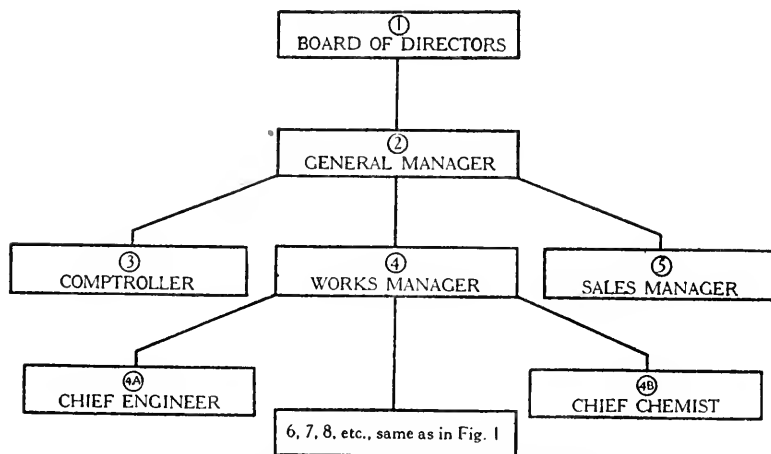 ①
BOARD OF DIRECTORS
②
GENERAL MANAGER
③
COMPTROLLER
④
WORKS MANAGER
⑤
SALES MANAGER
4A
CHIEF ENGINEER
4B
CHIEF CHEMIST
6, 7, 8, etc., same as in Fig. 1